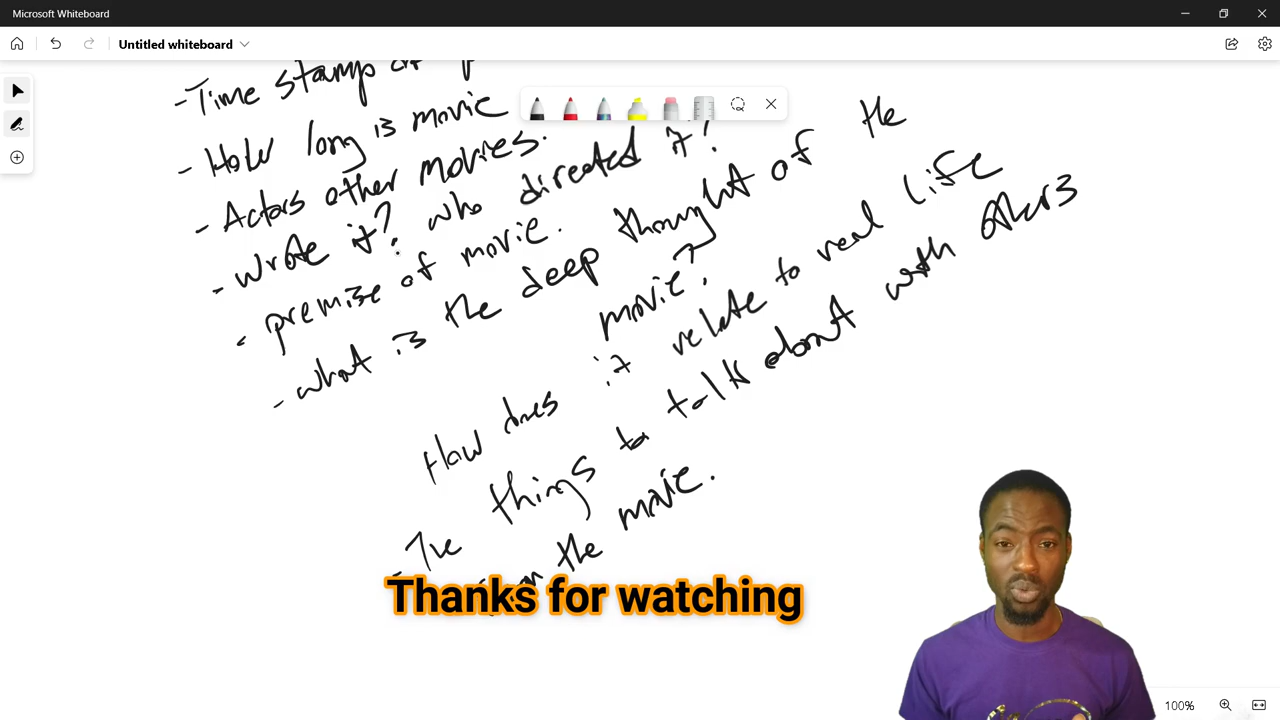 Microsoft Whiteboard
Untitled whiteboard
-Time stamp
- How long is movie
- Actors other movies.
- wrote it? who directed it?
- premise of movie.
- what is the deep thought of the
movie?
How does it relate to real life
- The things to talk about with others
the movie.
Thanks for watching
100%